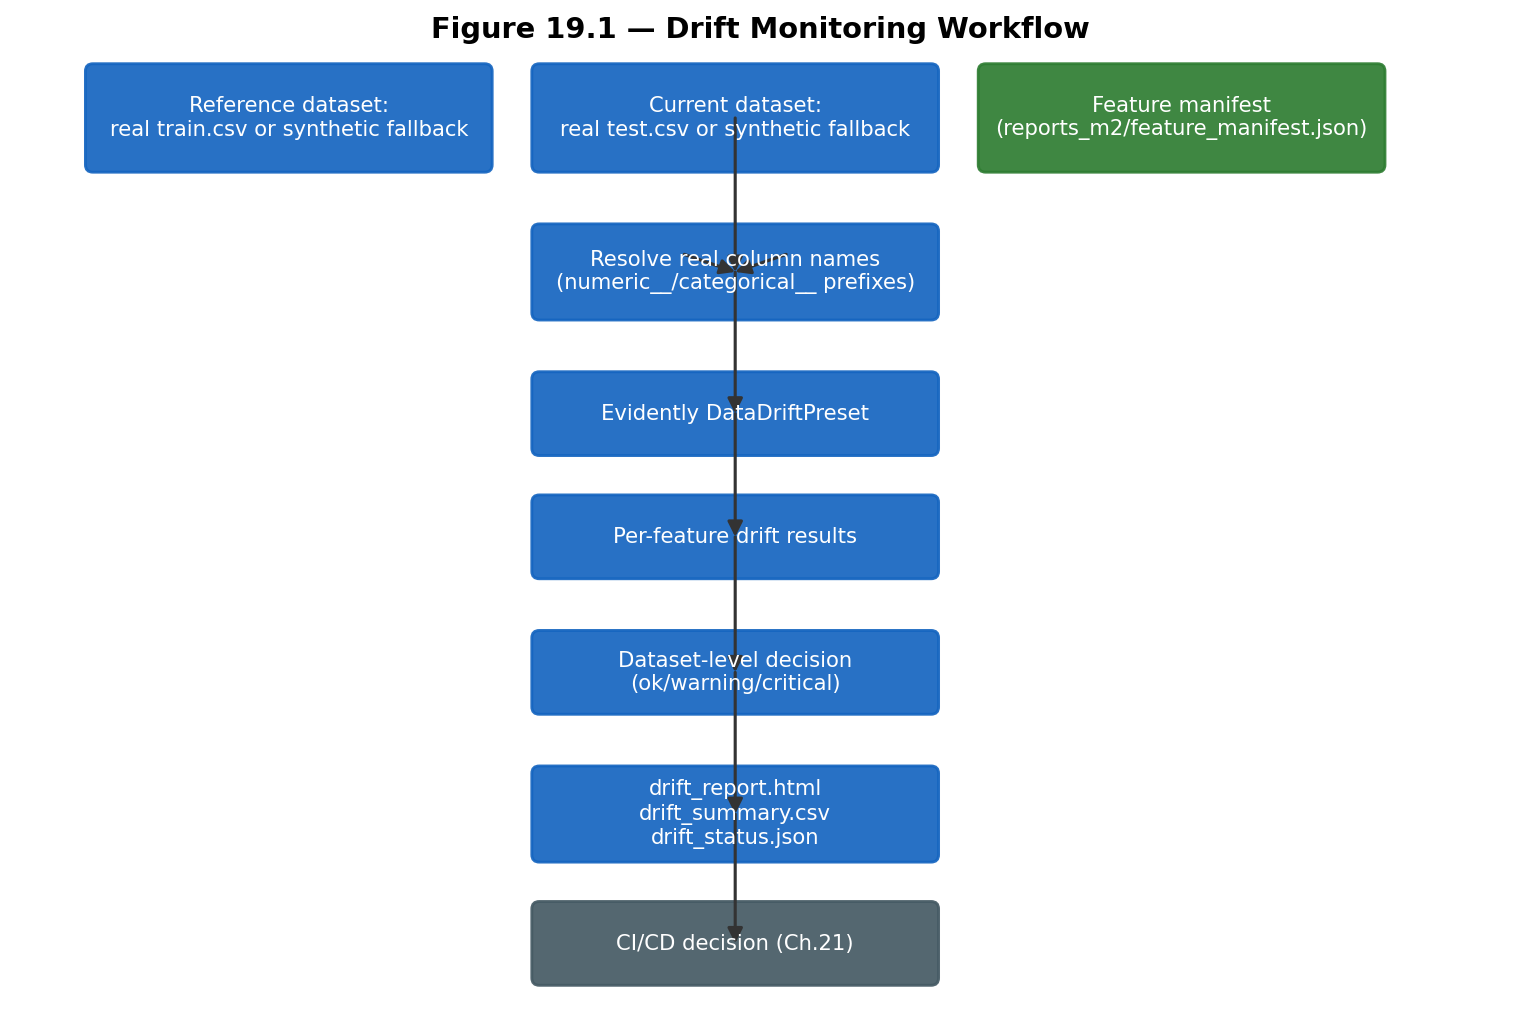 Figure 19.1 — Drift Monitoring Workflow
Reference dataset:
real train.csv or synthetic fallback
Current dataset:
real test.csv or synthetic fallback
Feature manifest
(reports_m2/feature_manifest.json)
Resolve real column names
(numeric__/categorical__ prefixes)
Evidently DataDriftPreset
Per-feature drift results
Dataset-level decision
(ok/warning/critical)
drift_report.html
drift_summary.csv
drift_status.json
CI/CD decision (Ch.21)